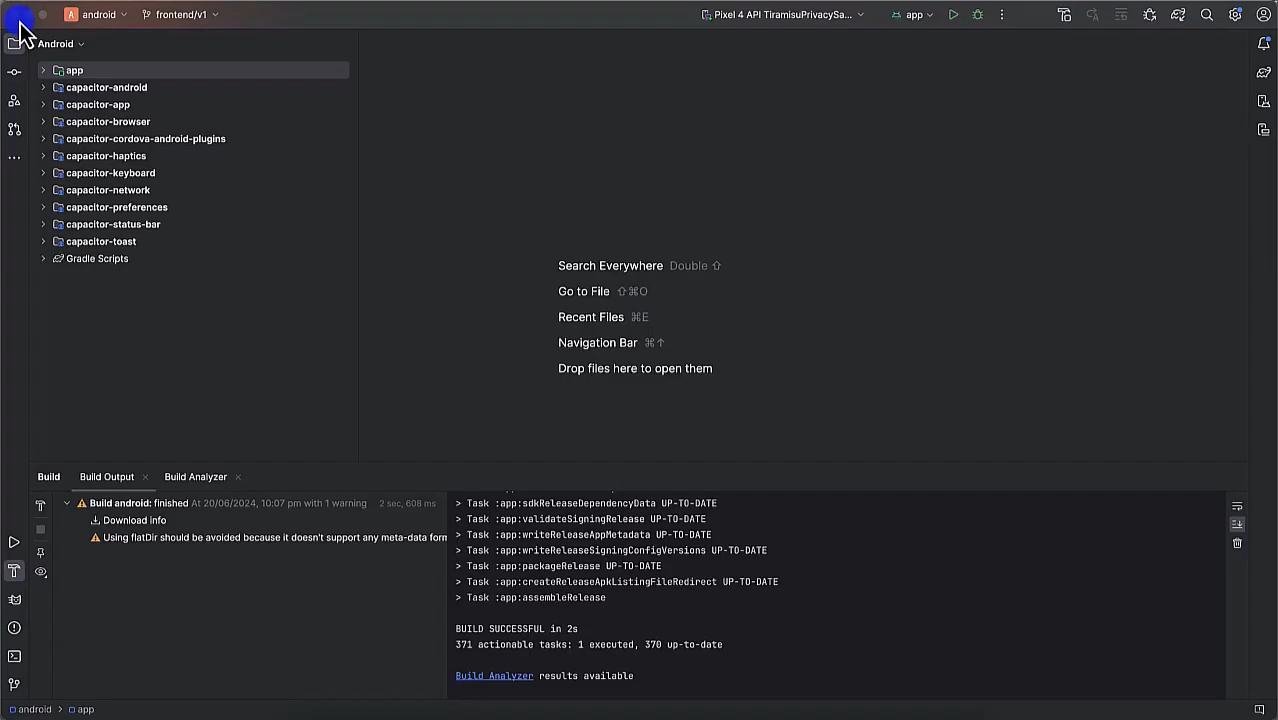 A android frontend/v1 Pixel 4 API TiramisuPrivacySa... app
Android
app
capacitor-android
capacitor-app
capacitor-browser
capacitor-cordova-android-plugins
capacitor-haptics
capacitor-keyboard
capacitor-network
capacitor-preferences
capacitor-status-bar
capacitor-toast
Gradle Scripts
Search Everywhere Double ⇧
Go to File ⇧⌘O
Recent Files ⌘E
Navigation Bar ⌘↑
Drop files here to open them
Build Build Output Build Analyzer
Build android: finished At 20/06/2024, 10:07 pm with 1 warning 2 sec, 608 ms
Download info
Using flatDir should be avoided because it doesn't support any meta-data form
> Task :app:sdkReleaseDependencyData UP-TO-DATE
> Task :app:validateSigningRelease UP-TO-DATE
> Task :app:writeReleaseAppMetadata UP-TO-DATE
> Task :app:writeReleaseSigningConfigVersions UP-TO-DATE
> Task :app:packageRelease UP-TO-DATE
> Task :app:createReleaseApkListingFileRedirect UP-TO-DATE
> Task :app:assembleRelease
BUILD SUCCESSFUL in 2s
371 actionable tasks: 1 executed, 370 up-to-date
Build Analyzer results available
android > app